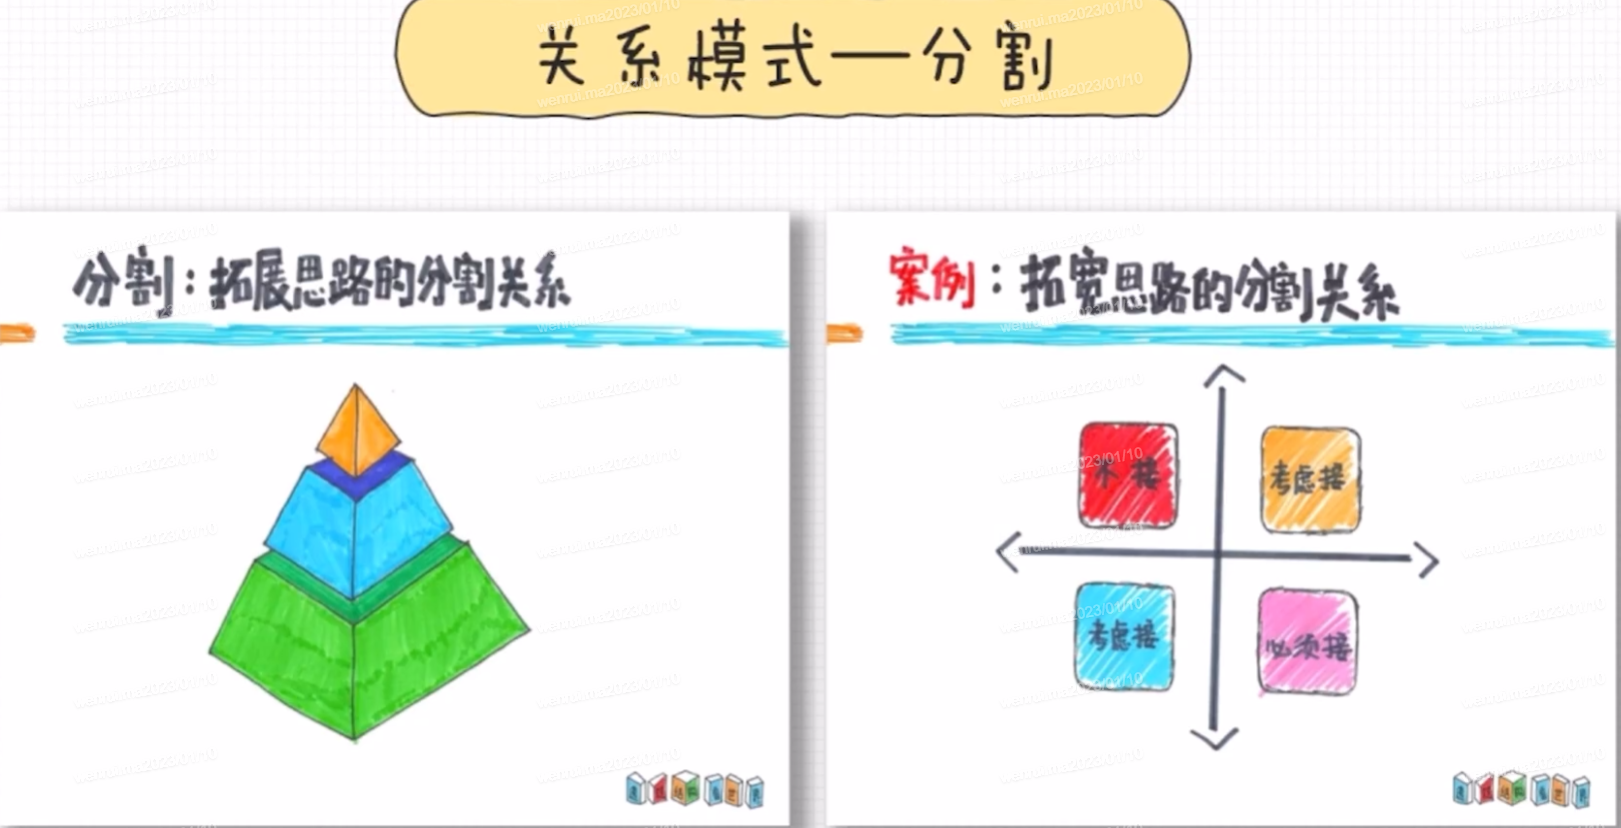 关系模式—分割
分割：拓展思路的分割关系
案例：拓宽思路的分割关系
不接
考虑接
考虑接
必须接
wenrui.ma2023/01/10